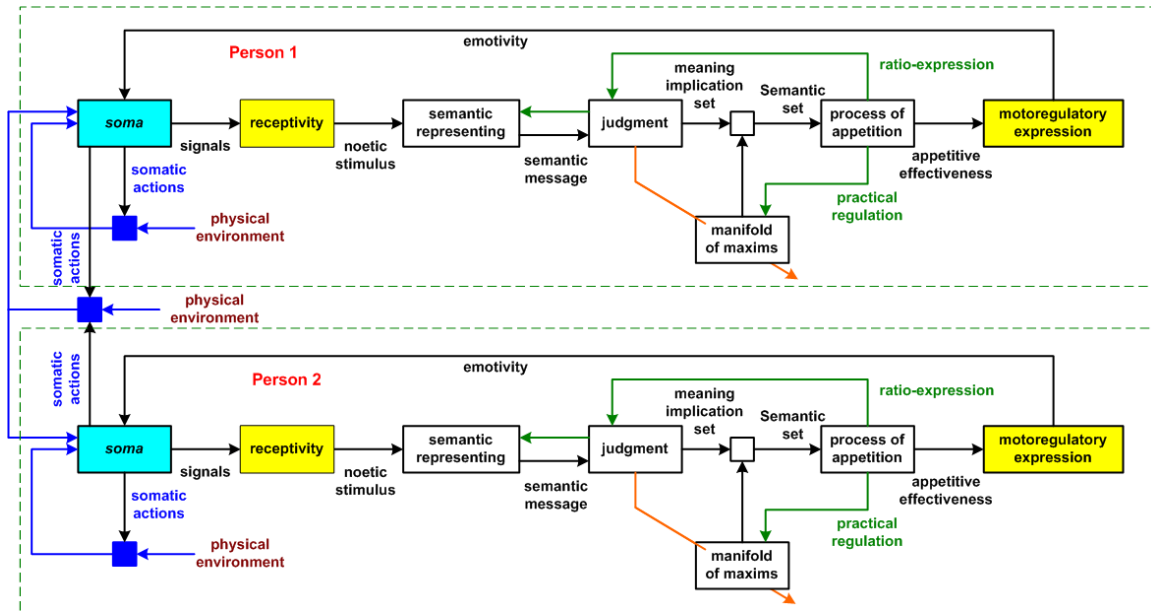 emotivity
Person 1
ratio-expression
meaning
implication
set
Semantic
set
soma
receptivity
semantic
representing
judgment
process of
appetition
motoregulatory
expression
signals
noetic
stimulus
semantic
message
appetitive
effectiveness
somatic
actions
practical
regulation
physical
environment
manifold
of maxims
somatic
actions
physical
environment
somatic
actions
emotivity
Person 2
ratio-expression
meaning
implication
set
Semantic
set
soma
receptivity
semantic
representing
judgment
process of
appetition
motoregulatory
expression
signals
noetic
stimulus
semantic
message
appetitive
effectiveness
somatic
actions
practical
regulation
physical
environment
manifold
of maxims